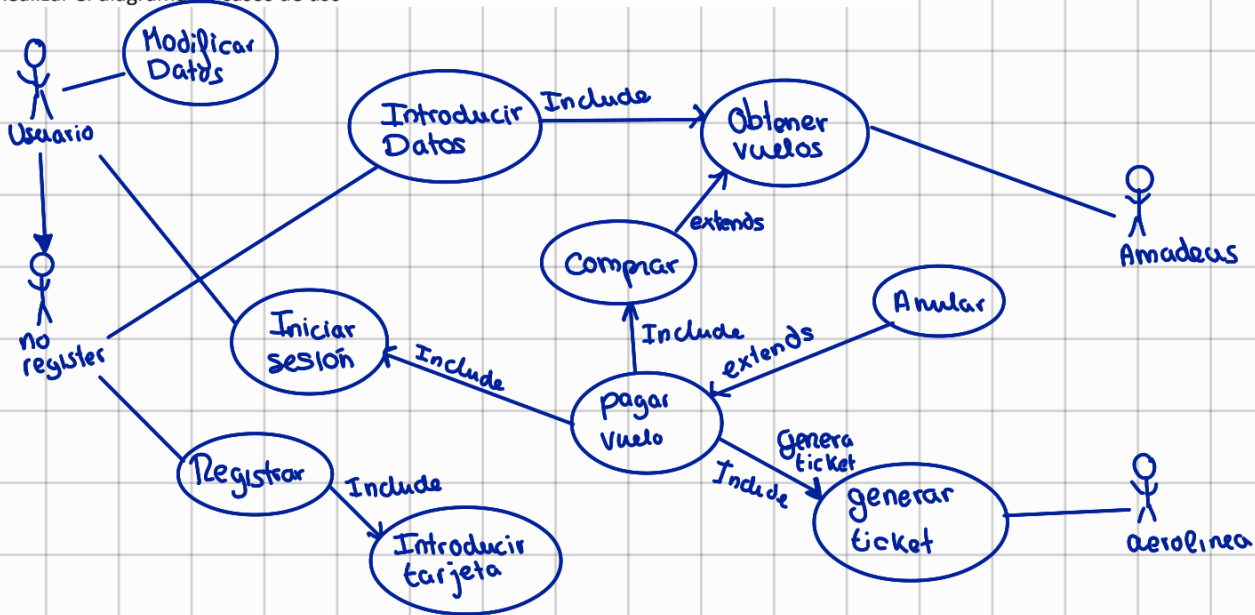 Modificar
Datos
Usuario
Introducir
Datos
Include
Obtener
vuelos
extends
Amadeus
Comprar
Anular
no
register
Iniciar
sesión
Include
Include
extends
pagar
vuelo
Genera
ticket
Include
generar
ticket
aerolinea
Registrar
Include
Introducir
tarjeta